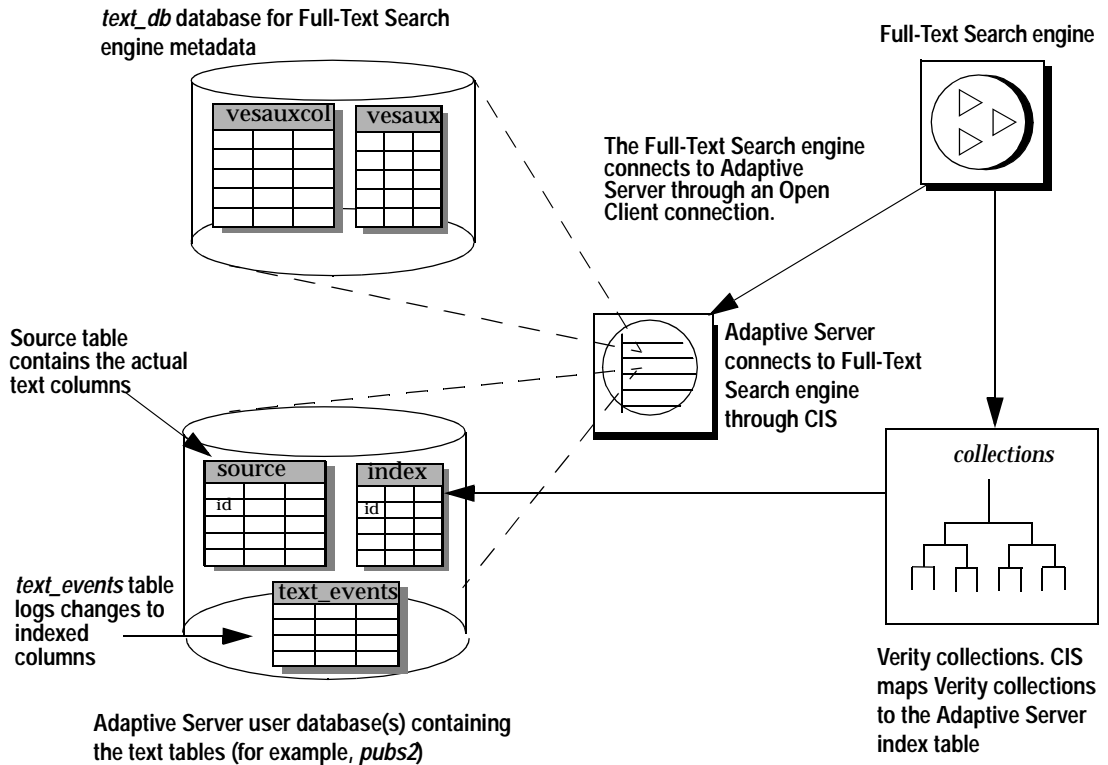 text_db database for Full-Text Search
engine metadata
Full-Text Search engine
vesauxcol
vesaux
The Full-Text Search engine
connects to Adaptive
Server through an Open
Client connection.
Source table
contains the actual
text columns
Adaptive Server
connects to Full-Text
Search engine
through CIS
collections
source
id
index
id
text_events
text_events table
logs changes to
indexed
columns
Verity collections. CIS
maps Verity collections
to the Adaptive Server
index table
Adaptive Server user database(s) containing
the text tables (for example, pubs2)